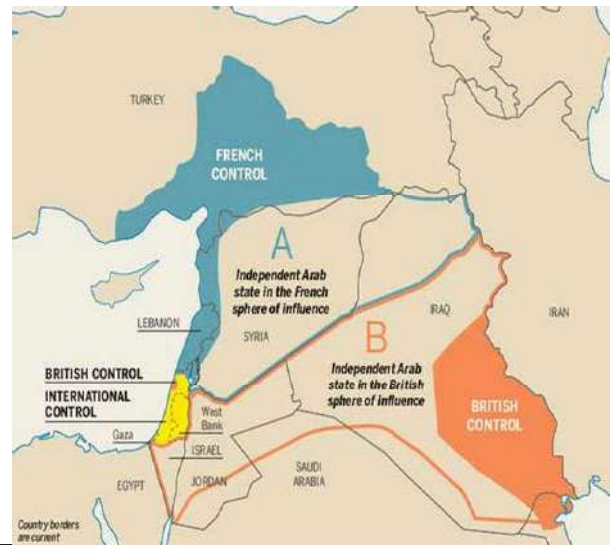 TURKEY
FRENCH
CONTROL
A
Independent Arab
state in the French
sphere of influence
LEBANON
SYRIA
IRAQ
IRAN
B
Independent Arab
state in the British
sphere of influence
BRITISH CONTROL
INTERNATIONAL
CONTROL
BRITISH
CONTROL
Gaza
West
Bank
ISRAEL
EGYPT
JORDAN
SAUDI
ARABIA
Country borders
are current